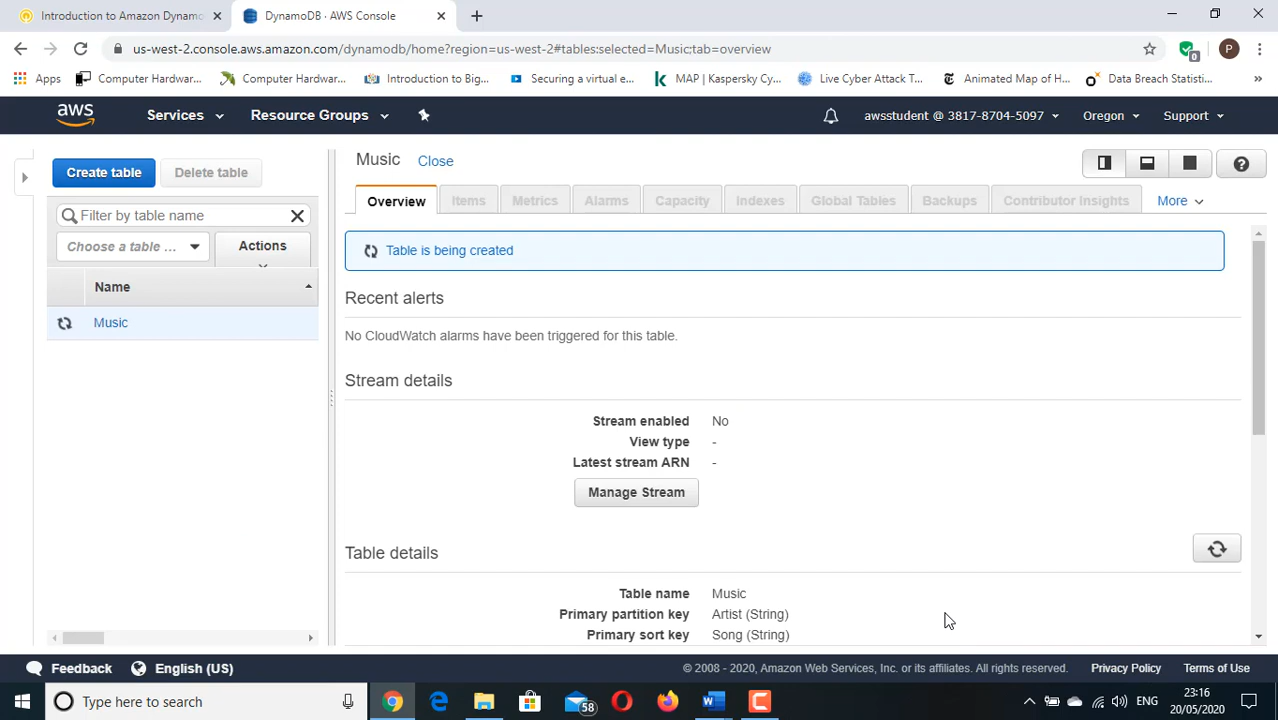 Introduction to Amazon Dynamo
DynamoDB · AWS Console
us-west-2.console.aws.amazon.com/dynamodb/home?region=us-west-2#tables:selected=Music;tab=overview
P
0
Apps
Computer Hardwar...
Computer Hardwar...
Introduction to Big...
Securing a virtual e...
MAP | Kaspersky Cy...
Live Cyber Attack T...
Animated Map of H...
Data Breach Statisti...
»
aws
Services
Resource Groups
awsstudent @ 3817-8704-5097
Oregon
Support
Create table
Delete table
Filter by table name
Choose a table ...
Actions
Name
Music
Music
Close
Overview
Items
Metrics
Alarms
Capacity
Indexes
Global Tables
Backups
Contributor Insights
More
Table is being created
Recent alerts
No CloudWatch alarms have been triggered for this table.
Stream details
Stream enabled No
View type -
Latest stream ARN -
Manage Stream
Table details
Table name Music
Primary partition key Artist (String)
Primary sort key Song (String)
Feedback
English (US)
© 2008 - 2020, Amazon Web Services, Inc. or its affiliates. All rights reserved.
Privacy Policy
Terms of Use
Type here to search
58
ENG
23:16
20/05/2020